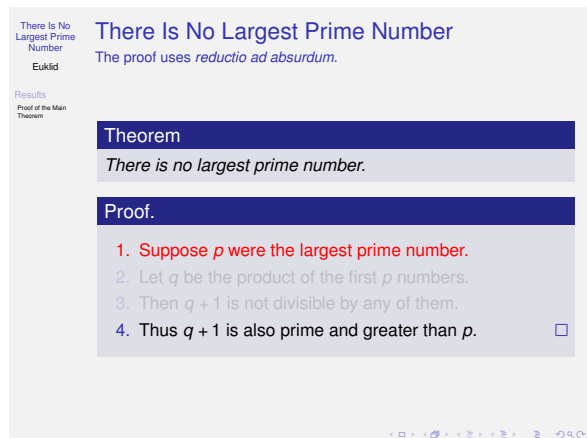 There Is No
Largest Prime
Number
Euklid
Results
Proof of the Main
Theorem
There Is No Largest Prime Number
The proof uses reductio ad absurdum.
Theorem
There is no largest prime number.
Proof.
1. Suppose p were the largest prime number.
2. Let q be the product of the first p numbers.
3. Then q + 1 is not divisible by any of them.
4. Thus q + 1 is also prime and greater than p. □